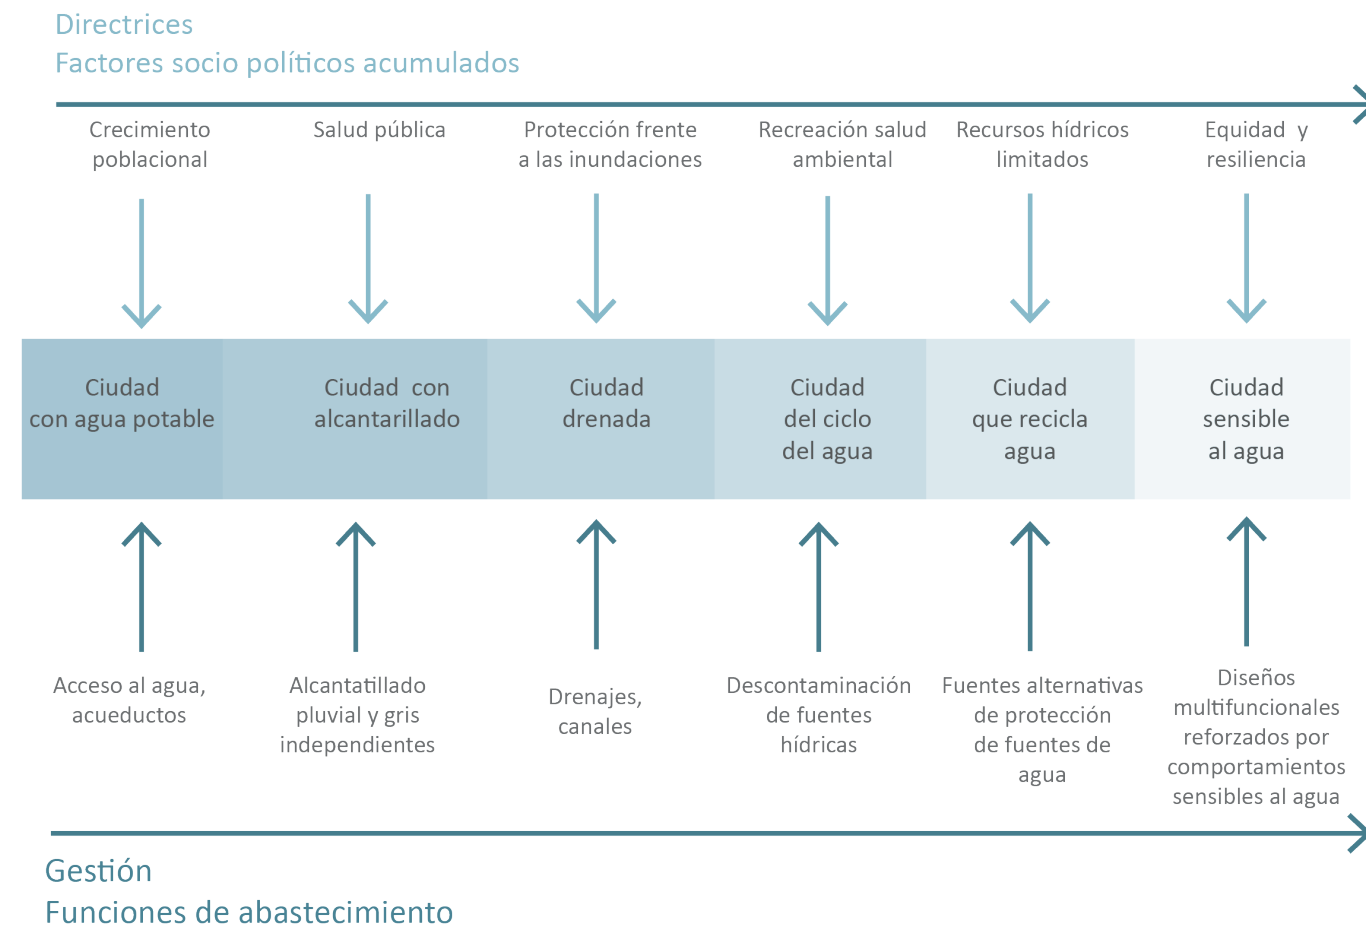 Directrices
Factores socio políticos acumulados
Crecimiento
poblacional
Salud pública
Protección frente
a las inundaciones
Recreación salud
ambiental
Recursos hídricos
limitados
Equidad y
resiliencia
Ciudad
con agua potable
Ciudad con
alcantarillado
Ciudad
drenada
Ciudad
del ciclo
del agua
Ciudad
que recicla
agua
Ciudad
sensible
al agua
Acceso al agua,
acueductos
Alcantatillado
pluvial y gris
independientes
Drenajes,
canales
Descontaminación
de fuentes
hídricas
Fuentes alternativas
de protección
de fuentes de
agua
Diseños
multifuncionales
reforzados por
comportamientos
sensibles al agua
Gestión
Funciones de abastecimiento